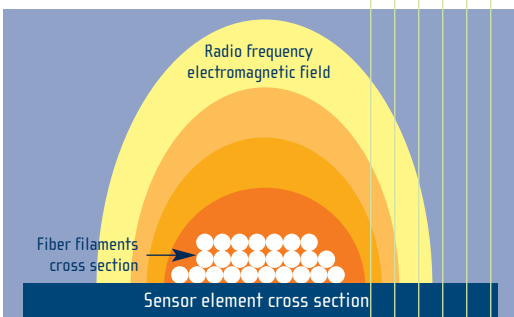 Radio frequency
electromagnetic field
Fiber filaments
cross section
Sensor element cross section